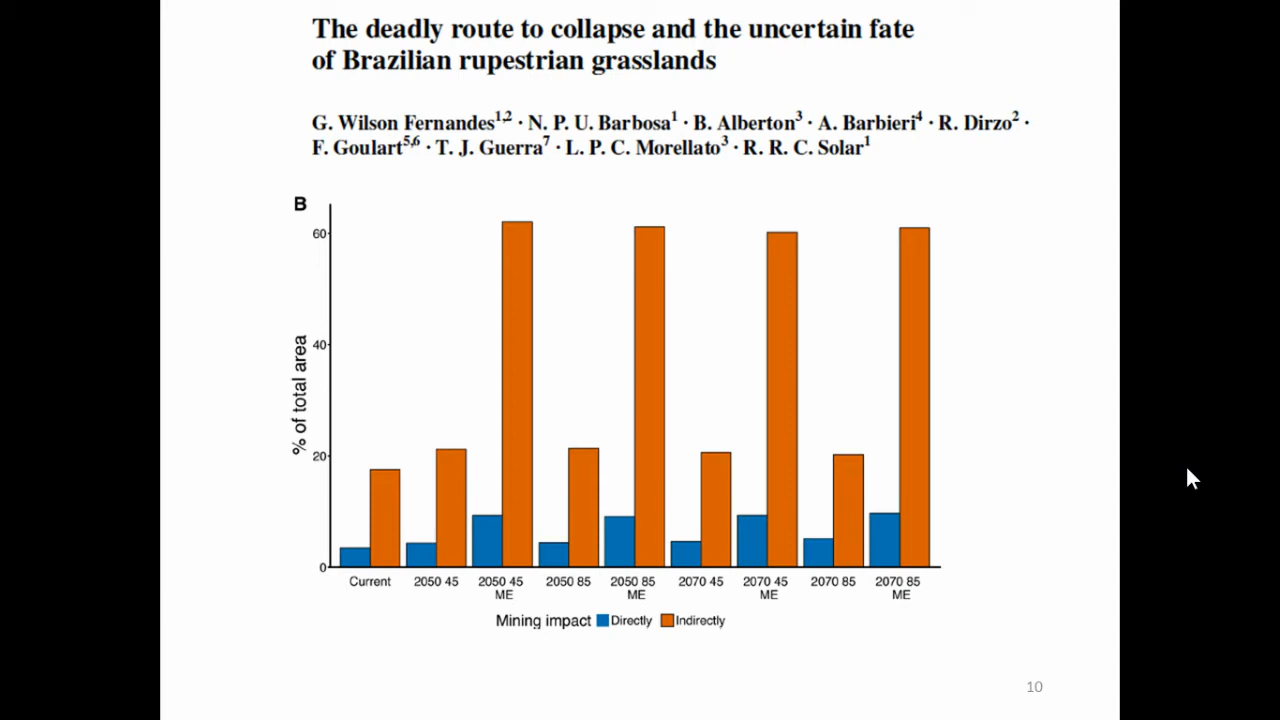 The deadly route to collapse and the uncertain fate
of Brazilian rupestrian grasslands
G. Wilson Fernandes1,2 · N. P. U. Barbosa1 · B. Alberton3 · A. Barbieri4 · R. Dirzo2 ·
F. Goulart5,6 · T. J. Guerra7 · L. P. C. Morellato3 · R. R. C. Solar1
B
% of total area
60
40
20
0
Current 2050 45 2050 45 ME 2050 85 2050 85 ME 2070 45 2070 45 ME 2070 85 2070 85 ME
Mining impact Directly Indirectly
10